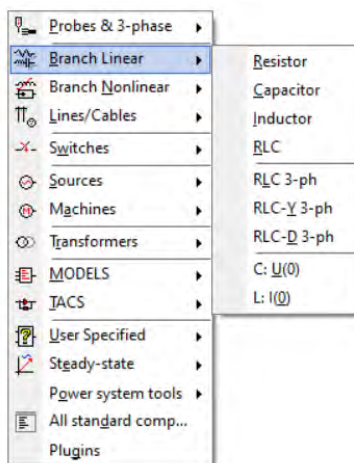 Probes & 3-phase
Branch Linear
Branch Nonlinear
Lines/Cables
Switches
Sources
Machines
Transformers
MODELS
TACS
User Specified
Steady-state
Power system tools
All standard comp...
Plugins
Resistor
Capacitor
Inductor
RLC
RLC 3-ph
RLC-Y 3-ph
RLC-D 3-ph
C: U(0)
L: I(0)